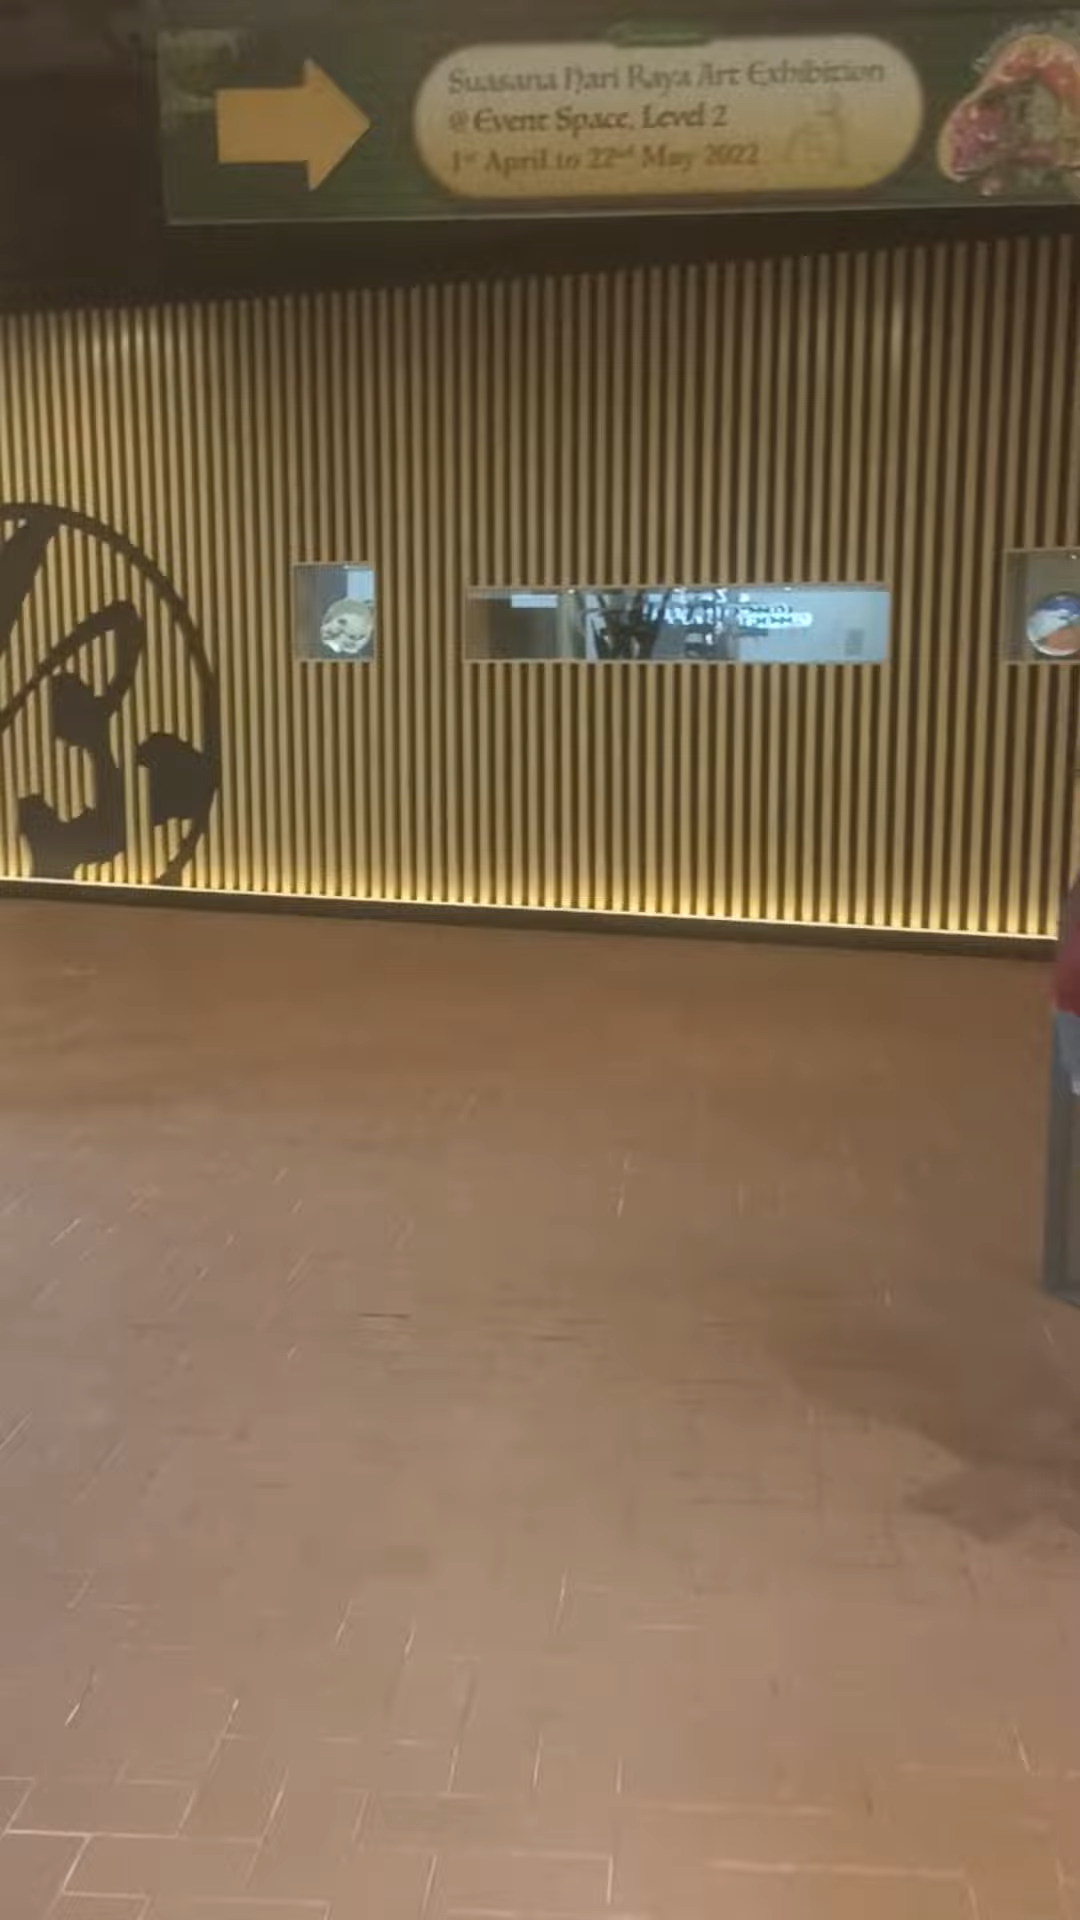 Suasana Hari Raya Art Exhibition
@ Event Space, Level 2
1st April to 22nd May 2022